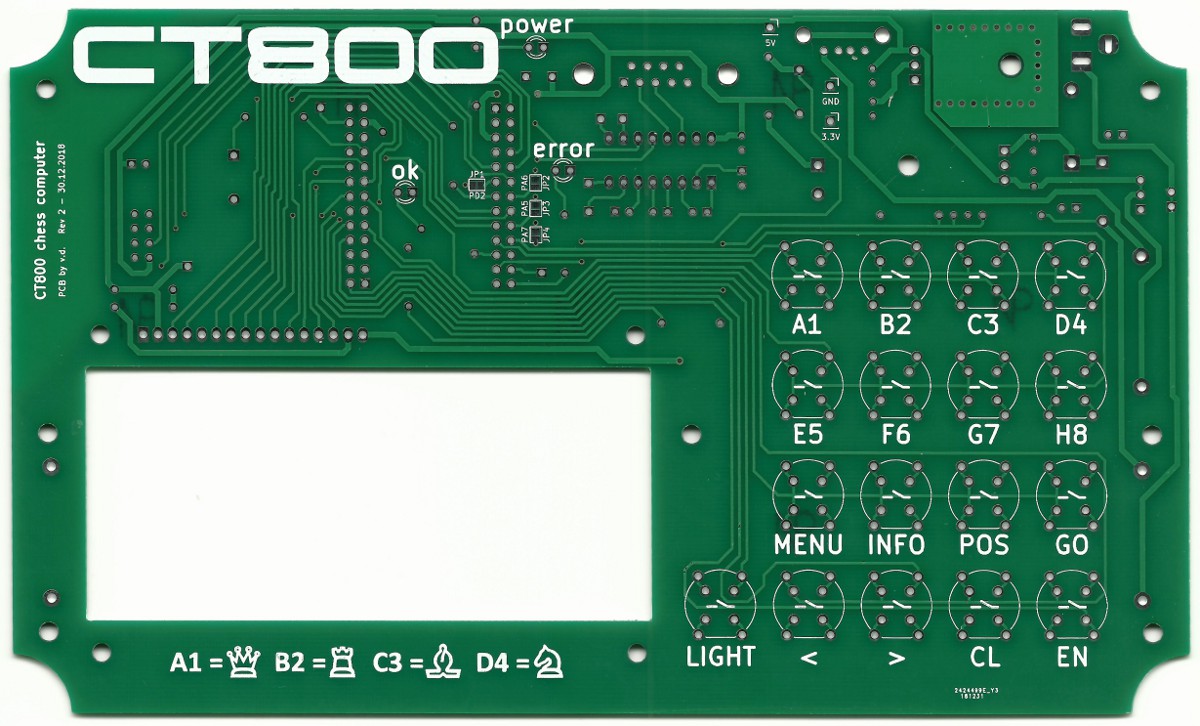 CT800
power
5V
GND
3.3V
error
ok
JP1
PD2
PA6 JP2
PA5 JP3
PA7 JP4
CT800 chess computer
PCB by v.d. Rev 2 - 30.12.2018
A1 B2 C3 D4
E5 F6 G7 H8
MENU INFO POS GO
LIGHT < > CL EN
A1 = B2 = C3 = D4 =
2424499E_Y3
181231